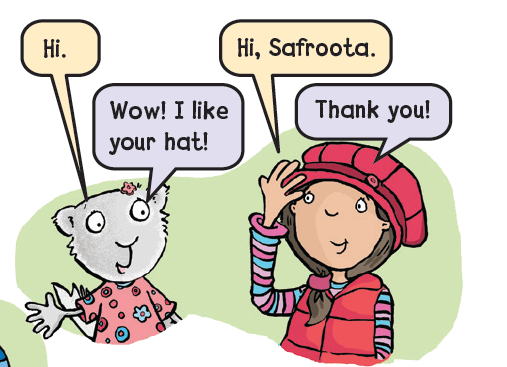 Hi.
Hi, Safroota.
Wow! I like
your hat!
Thank you!